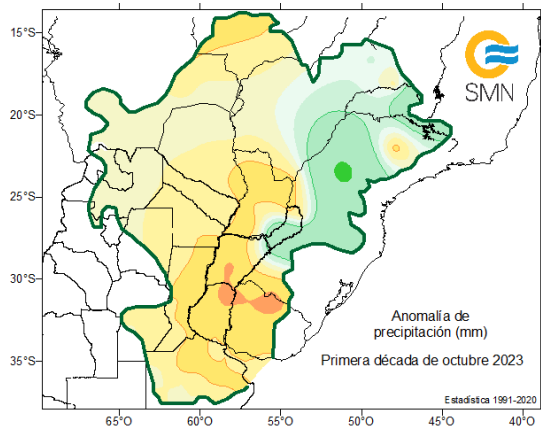 15°S
20°S
25°S
30°S
35°S
SMN
Anomalía de
precipitación (mm)
Primera década de octubre 2023
Estadística 1991-2020
65°O
60°O
55°O
50°O
45°O
40°O